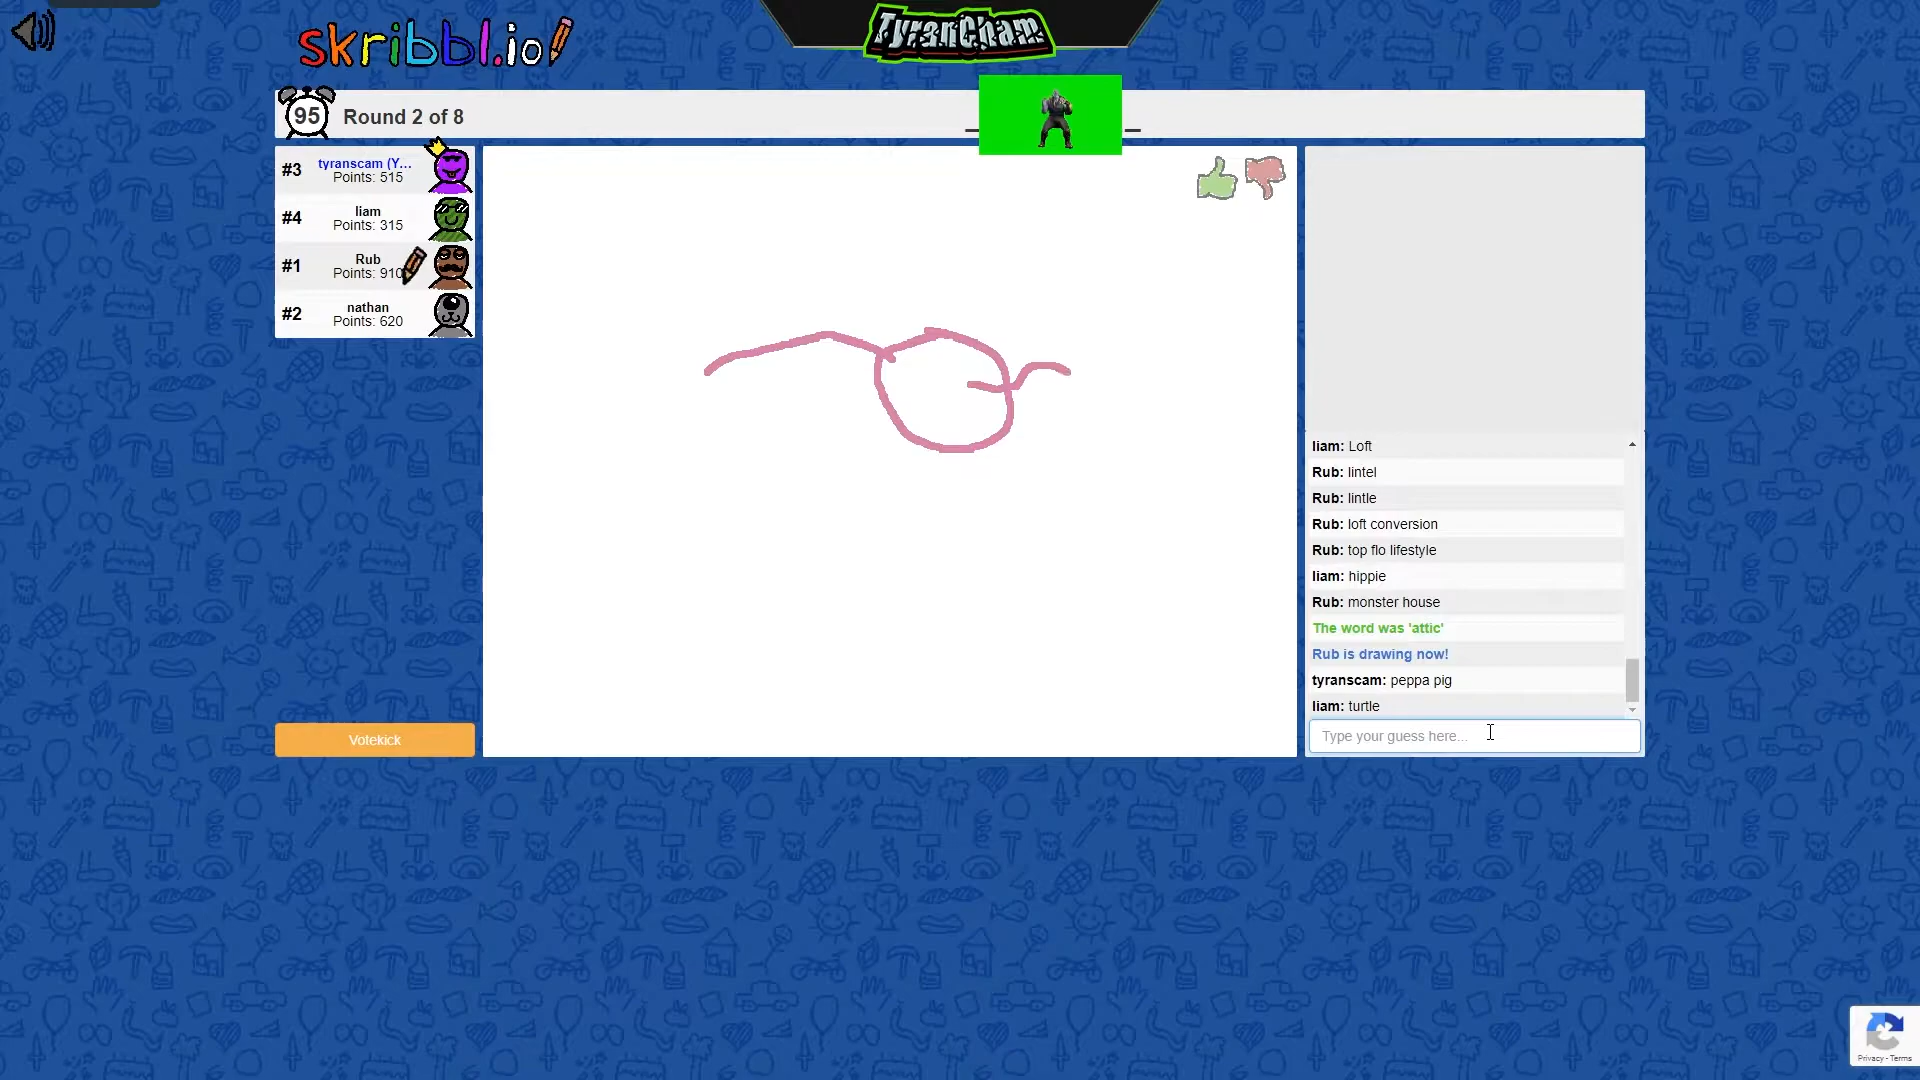 skribbl.io
TyranCham
95
Round 2 of 8
#3
tyranscam (Y...
Points: 515
#4
liam
Points: 315
#1
Rub
Points: 910
#2
nathan
Points: 620
Votekick
liam: Loft
Rub: lintel
Rub: lintle
Rub: loft conversion
Rub: top flo lifestyle
liam: hippie
Rub: monster house
The word was 'attic'
Rub is drawing now!
tyranscam: peppa pig
liam: turtle
Type your guess here...
Privacy - Terms